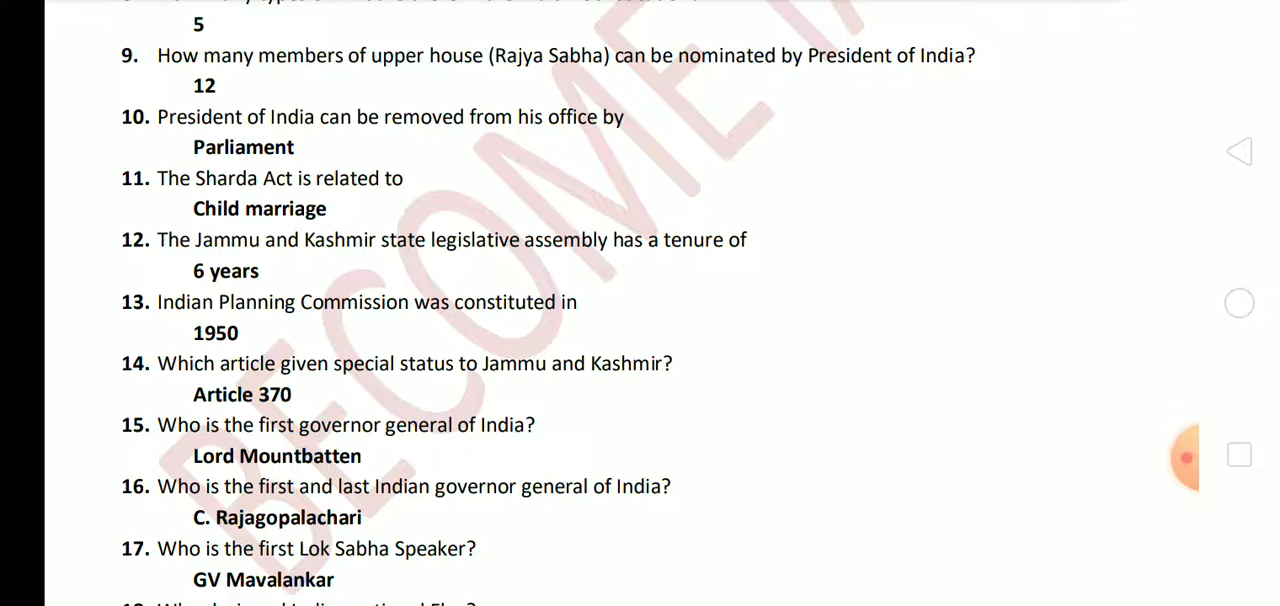 5
9. How many members of upper house (Rajya Sabha) can be nominated by President of India?
12
10. President of India can be removed from his office by
Parliament
11. The Sharda Act is related to
Child marriage
12. The Jammu and Kashmir state legislative assembly has a tenure of
6 years
13. Indian Planning Commission was constituted in
1950
14. Which article given special status to Jammu and Kashmir?
Article 370
15. Who is the first governor general of India?
Lord Mountbatten
16. Who is the first and last Indian governor general of India?
C. Rajagopalachari
17. Who is the first Lok Sabha Speaker?
GV Mavalankar
BECOME